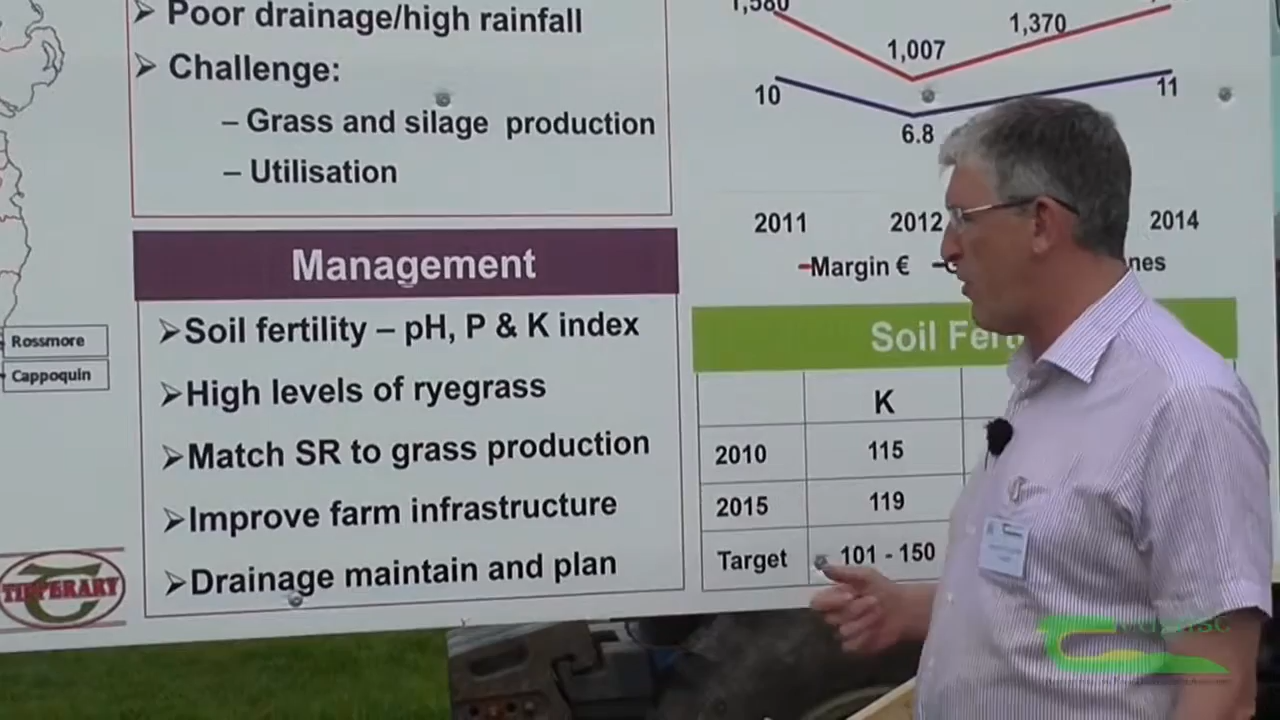 Poor drainage/high rainfall
➢ Challenge:
– Grass and silage production
– Utilisation
Management
➢Soil fertility – pH, P & K index
➢High levels of ryegrass
➢Match SR to grass production
➢Improve farm infrastructure
➢Drainage maintain and plan
Rossmore
Cappoquin
TIPPERARY
1,580
1,007
1,370
10
6.8
11
2011 2012 2014
Margin €
Soil
K
2010 115
2015 119
Target 101 - 150